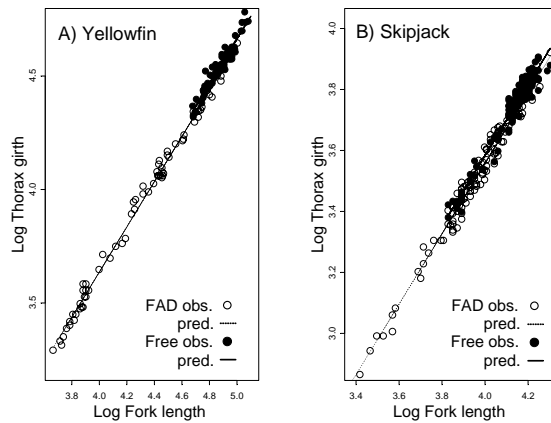 A) Yellowfin
Log Thorax girth
4.5
4.0
3.5
FAD obs.
pred.
Free obs.
pred.
3.8 4.0 4.2 4.4 4.6 4.8 5.0
Log Fork length
B) Skipjack
Log Thorax girth
4.0
3.8
3.6
3.4
3.2
3.0
FAD obs.
pred.
Free obs.
pred.
3.4 3.6 3.8 4.0 4.2
Log Fork length